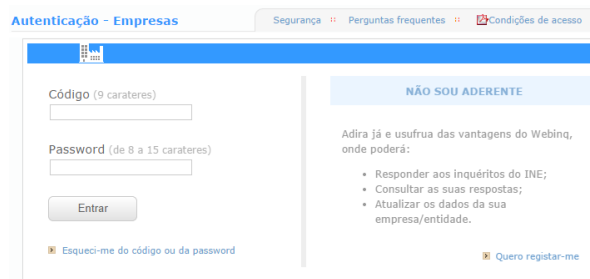 Autenticação - Empresas
Segurança
Perguntas frequentes
Condições de acesso
Código (9 carateres)
Password (de 8 a 15 carateres)
Entrar
Esqueci-me do código ou da password
NÃO SOU ADERENTE
Adira já e usufrua das vantagens do Webinq,
onde poderá:
Responder aos inquéritos do INE;
Consultar as suas respostas;
Atualizar os dados da sua
empresa/entidade.
Quero registar-me